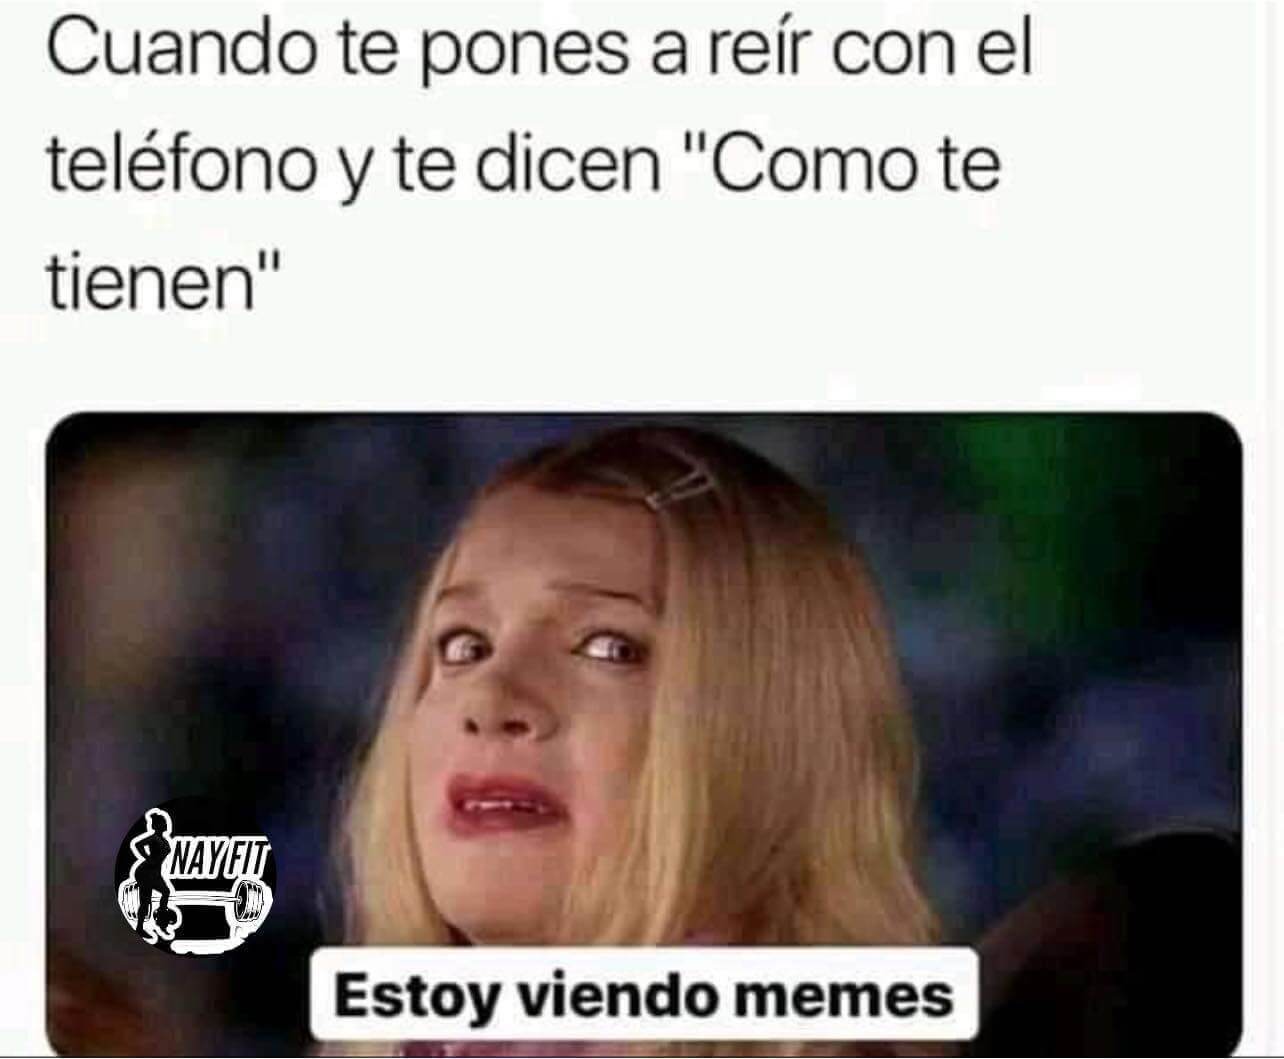 Cuando te pones a reír con el
teléfono y te dicen "Como te
tienen"
NAY FIT
Estoy viendo memes